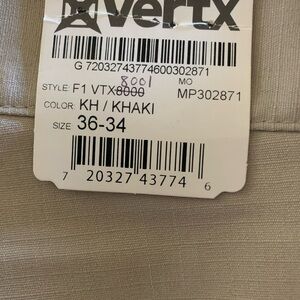 vertx
G 72032743774600302871
8001 MO
STYLE: F1 VTX8000 MP302871
COLOR: KH / KHAKI
SIZE: 36-34
7 20327 43774 6